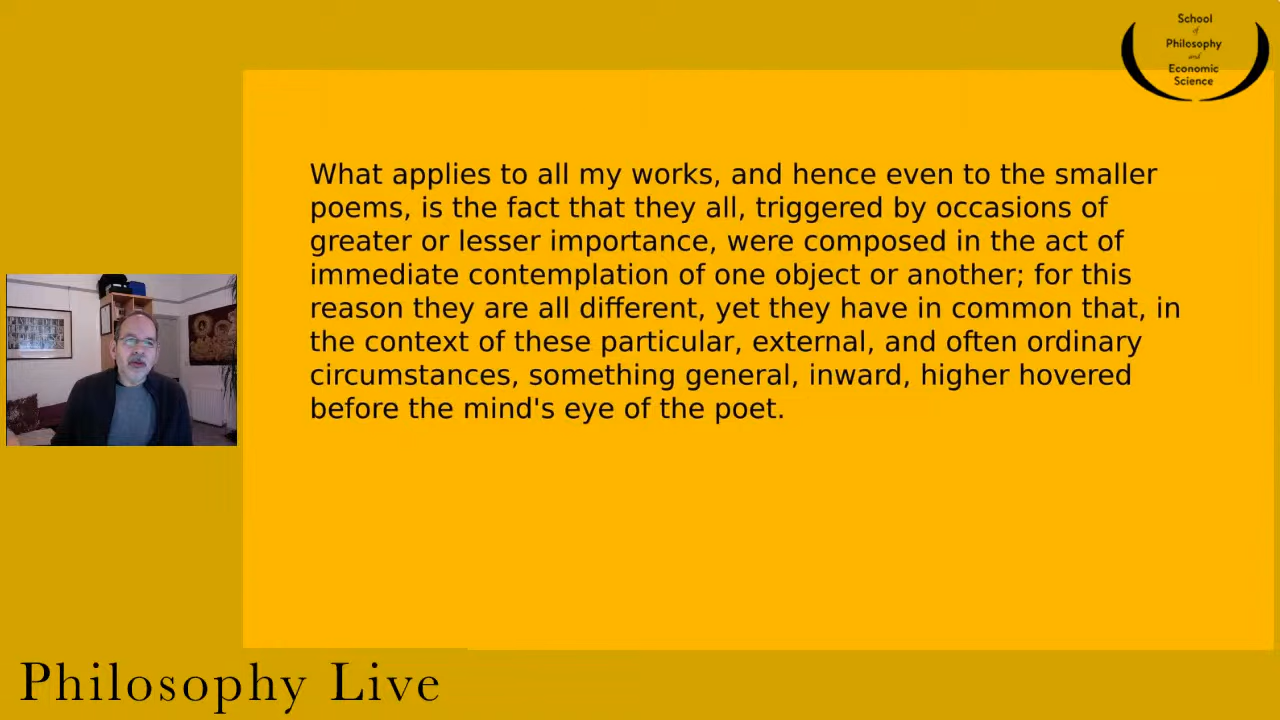 School
of
Philosophy
and
Economic
Science
What applies to all my works, and hence even to the smaller
poems, is the fact that they all, triggered by occasions of
greater or lesser importance, were composed in the act of
immediate contemplation of one object or another; for this
reason they are all different, yet they have in common that, in
the context of these particular, external, and often ordinary
circumstances, something general, inward, higher hovered
before the mind's eye of the poet.
Philosophy Live